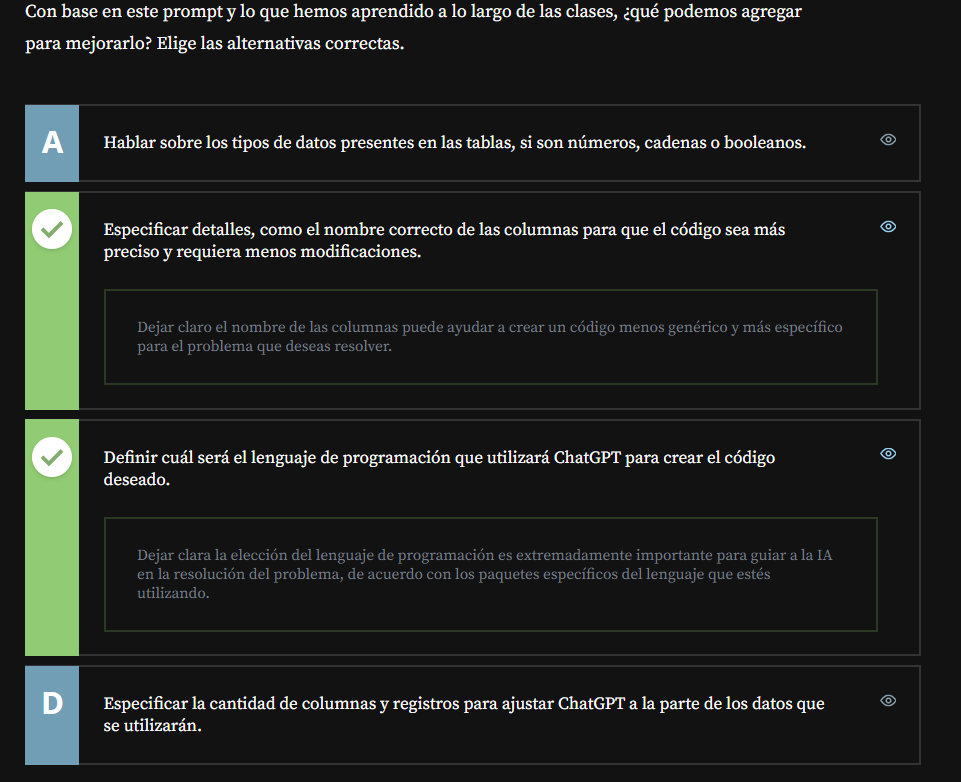 Con base en este prompt y lo que hemos aprendido a lo largo de las clases, ¿qué podemos agregar
para mejorarlo? Elige las alternativas correctas.
A
Hablar sobre los tipos de datos presentes en las tablas, si son números, cadenas o booleanos.
Especificar detalles, como el nombre correcto de las columnas para que el código sea más
preciso y requiera menos modificaciones.
Dejar claro el nombre de las columnas puede ayudar a crear un código menos genérico y más específico
para el problema que deseas resolver.
Definir cuál será el lenguaje de programación que utilizará ChatGPT para crear el código
deseado.
Dejar clara la elección del lenguaje de programación es extremadamente importante para guiar a la IA
en la resolución del problema, de acuerdo con los paquetes específicos del lenguaje que estés
utilizando.
D
Especificar la cantidad de columnas y registros para ajustar ChatGPT a la parte de los datos que
se utilizarán.